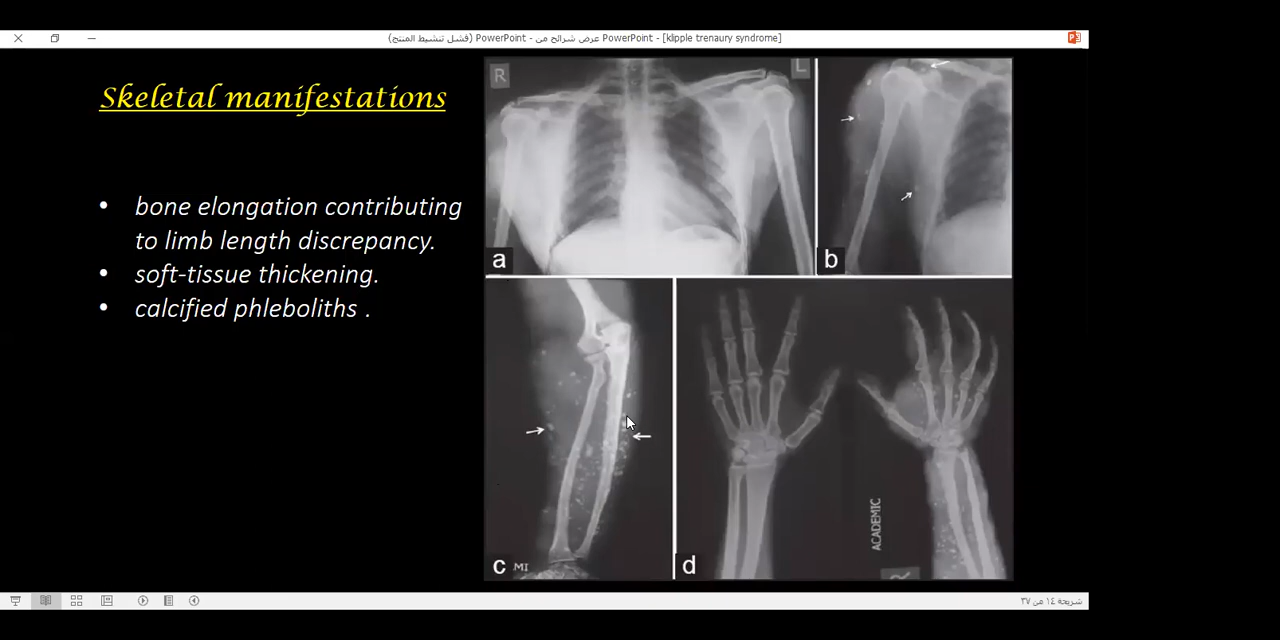 عرض شرائح من PowerPoint - [klipple trenaury syndrome] - PowerPoint (فشل تنشيط المنتج)
Skeletal manifestations
• bone elongation contributing
to limb length discrepancy.
• soft-tissue thickening.
• calcified phleboliths .
R
L
a
b
c
MI
d
ACADEMIC
شريحة ١٤ من ٣٧